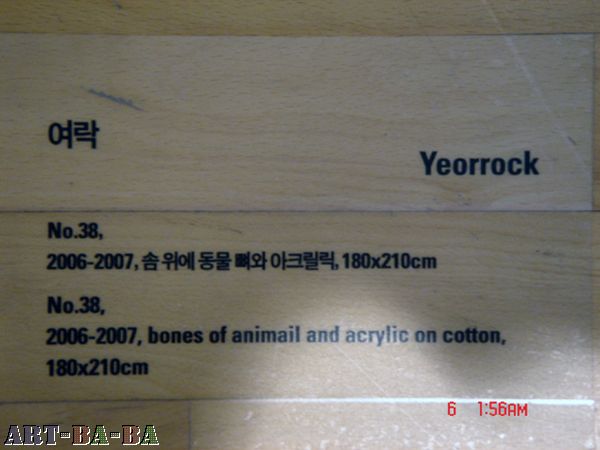 여락
Yeorrock
No.38,
2006-2007, 솜 위에 동물 뼈와 아크릴릭, 180x210cm
No.38,
2006-2007, bones of animail and acrylic on cotton,
180x210cm
6 1:56AM
ART-BA-BA